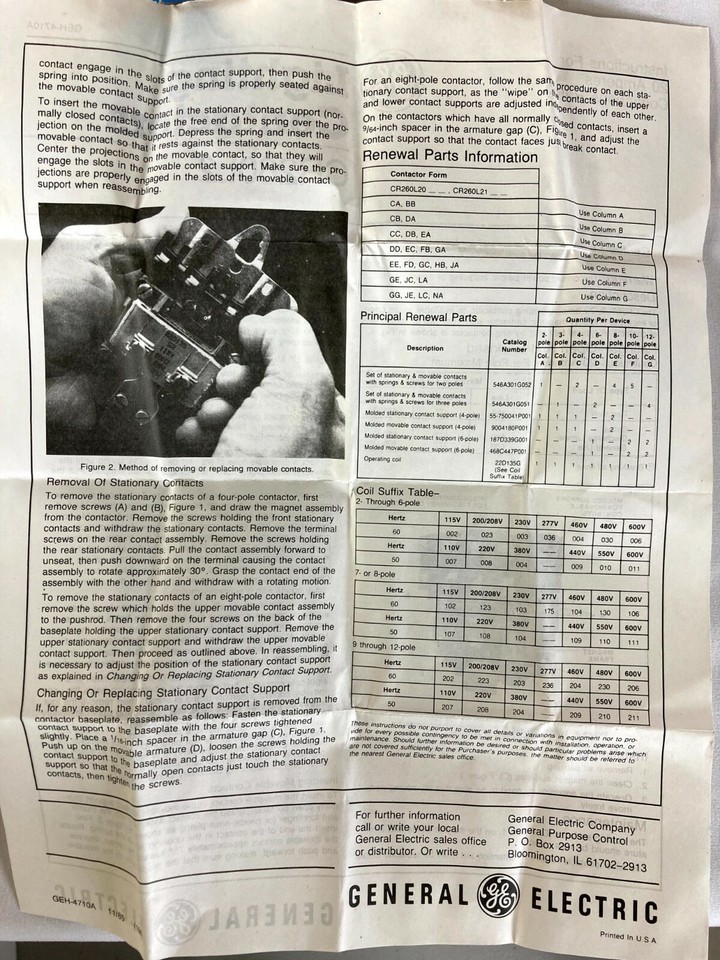 contact engage in the slots of the contact support, then push the
spring into position. Make sure the spring is properly seated against
the movable contact support.
To insert the movable contact in the stationary contact support (nor-
mally closed contacts), locate the free end of the spring over the pro-
jection on the molded support. Depress the spring and insert the
movable contact so that it rests against the stationary contacts.
Center the projections on the movable contact, so that they will
engage the slots in the movable contact support. Make sure the pro-
jections are properly engaged in the slots of the movable contact
support when reassembling.
Figure 2. Method of removing or replacing movable contacts.
Removal Of Stationary Contacts
To remove the stationary contacts of a four-pole contactor, first
remove screws (A) and (B), Figure 1, and draw the magnet assembly
from the contactor. Remove the screws holding the front stationary
contacts and withdraw the stationary contacts. Remove the terminal
screws on the rear contact assembly. Remove the screws holding
the rear stationary contacts. Pull the contact assembly forward to
unseat, then push downward on the terminal causing the contact
assembly to rotate approximately 30°. Grasp the contact end of the
assembly with the other hand and withdraw with a rotating motion.
To remove the stationary contacts of an eight-pole contactor, first
remove the screw which holds the upper movable contact assembly
to the pushrod. Then remove the four screws on the back of the
baseplate holding the upper stationary contact support. Remove the
upper stationary contact support and withdraw the upper movable
contact support. Then proceed as outlined above. In reassembling, it
is necessary to adjust the position of the stationary contact support
as explained in Changing Or Replacing Stationary Contact Support.
Changing Or Replacing Stationary Contact Support
If, for any reason, the stationary contact support is removed from the
contactor baseplate, reassemble as follows: Fasten the stationary
contact support to the baseplate with the four screws tightened
slightly. Place a 1/16-inch spacer in the armature gap (C), Figure 1.
Push up on the movable armature (D), loosen the screws holding the
contact support to the baseplate and adjust the stationary contact
support so that the normally open contacts just touch the stationary
contacts, then tighten the screws.
GEH-4710A 11/85
For an eight-pole contactor, follow the same procedure on each sta-
tionary contact support, as the "wipe" on the contacts of the upper
and lower contact supports are adjusted independently of each other.
On the contactors which have all normally closed contacts, insert a
9/64-inch spacer in the armature gap (C), Figure 1, and adjust the
contact support so that the contact faces just break contact.
Renewal Parts Information
Contactor Form
CR260L20 _ _ , CR260L21 _ _
CA, BB Use Column A
CB, DA Use Column B
CC, DB, EA Use Column C
DD, EC, FB, GA Use Column D
EE, FD, GC, HB, JA Use Column E
GE, JC, LA Use Column F
GG, JE, LC, NA Use Column G
Principal Renewal Parts
Quantity Per Device
Description Catalog Number 2-pole 3-pole 4-pole 6-pole 8-pole 10-pole 12-pole
Col. A Col. B Col. C Col. D Col. E Col. F Col. G
Set of stationary & movable contacts
with springs & screws for two poles 546A301G052 1 — 2 — 4 5 —
Set of stationary & movable contacts
with springs & screws for three poles 546A301G051 — 1 — 2 — — 4
Molded stationary contact support (4-pole) 55-750041P001 1 1 1 — 2 — —
Molded movable contact support (4-pole) 9004180P001 1 1 1 — 2 — —
Molded stationary contact support (6-pole) 187D339G001 — — — 1 — 2 2
Molded movable contact support (6-pole) 468C447P001 — — — 1 — 2 2
Operating coil 22D135G 1 1 1 1 1 1 1
(See Coil
Suffix Table)
Coil Suffix Table–
2- Through 6-pole
Hertz 115V 200/208V 230V 277V 460V 480V 600V
60 002 023 003 036 004 030 006
Hertz 110V 220V 380V — 440V 550V 600V
50 007 008 004 — 009 010 011
7- or 8-pole
Hertz 115V 200/208V 230V 277V 460V 480V 600V
60 102 123 103 175 104 130 106
Hertz 110V 220V 380V — 440V 550V 600V
50 107 108 104 — 109 110 111
9 through 12-pole
Hertz 115V 200/208V 230V 277V 460V 480V 600V
60 202 223 203 236 204 230 206
Hertz 110V 220V 380V — 440V 550V 600V
50 207 208 204 — 209 210 211
These instructions do not purport to cover all details or variations in equipment nor to pro-
vide for every possible contingency to be met in connection with installation, operation, or
maintenance. Should further information be desired or should particular problems arise which
are not covered sufficiently for the Purchaser's purposes, the matter should be referred to
the nearest General Electric sales office.
For further information
call or write your local
General Electric sales office
or distributor. Or write . . .
General Electric Company
General Purpose Control
P. O. Box 2913
Bloomington, IL 61702-2913
GENERAL GE ELECTRIC
Printed In U.S.A